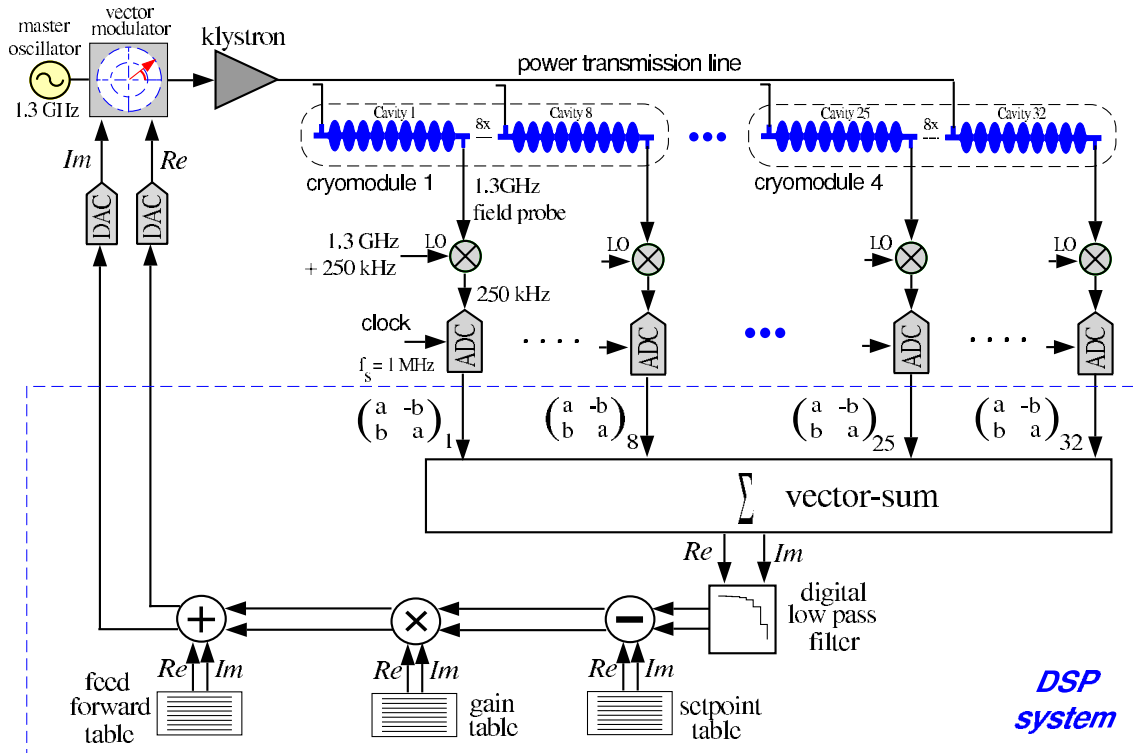 master
oscillator
1.3 GHz
vector
modulator
klystron
power transmission line
Cavity 1
8x
Cavity 8
Cavity 25
8x
Cavity 32
cryomodule 1
cryomodule 4
Im
Re
DAC
DAC
1.3GHz
field probe
LO
LO
LO
LO
1.3 GHz
+ 250 kHz
250 kHz
clock
f_s = 1 MHz
ADC
ADC
ADC
ADC
(a -b
b a) 1
(a -b
b a) 8
(a -b
b a) 25
(a -b
b a) 32
∑ vector-sum
Re Im
digital
low pass
filter
+
×
−
Re Im
Re Im
Re Im
feed
forward
table
gain
table
setpoint
table
DSP
system